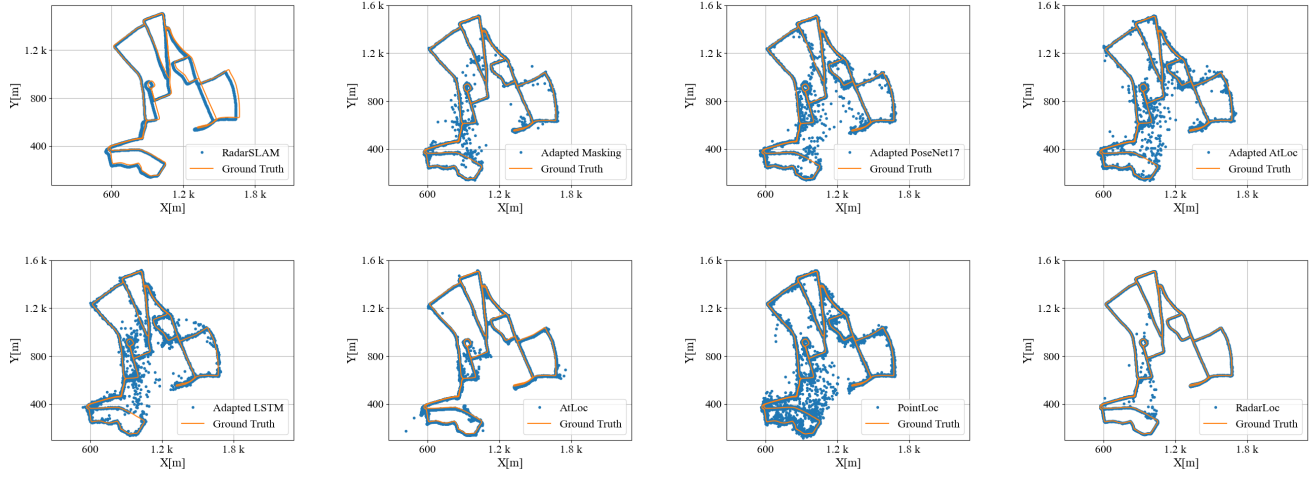 1.6 k
1.2 k
800
400
Y[m]
600
1.2 k
1.8 k
X[m]
RadarSLAM
Ground Truth
1.6 k
1.2 k
800
400
Y[m]
600
1.2 k
1.8 k
X[m]
Adapted Masking
Ground Truth
1.6 k
1.2 k
800
400
Y[m]
600
1.2 k
1.8 k
X[m]
Adapted PoseNet17
Ground Truth
1.6 k
1.2 k
800
400
Y[m]
600
1.2 k
1.8 k
X[m]
Adapted AtLoc
Ground Truth
1.6 k
1.2 k
800
400
Y[m]
600
1.2 k
1.8 k
X[m]
Adapted LSTM
Ground Truth
1.6 k
1.2 k
800
400
Y[m]
600
1.2 k
1.8 k
X[m]
AtLoc
Ground Truth
1.6 k
1.2 k
800
400
Y[m]
600
1.2 k
1.8 k
X[m]
PointLoc
Ground Truth
1.6 k
1.2 k
800
400
Y[m]
600
1.2 k
1.8 k
X[m]
RadarLoc
Ground Truth